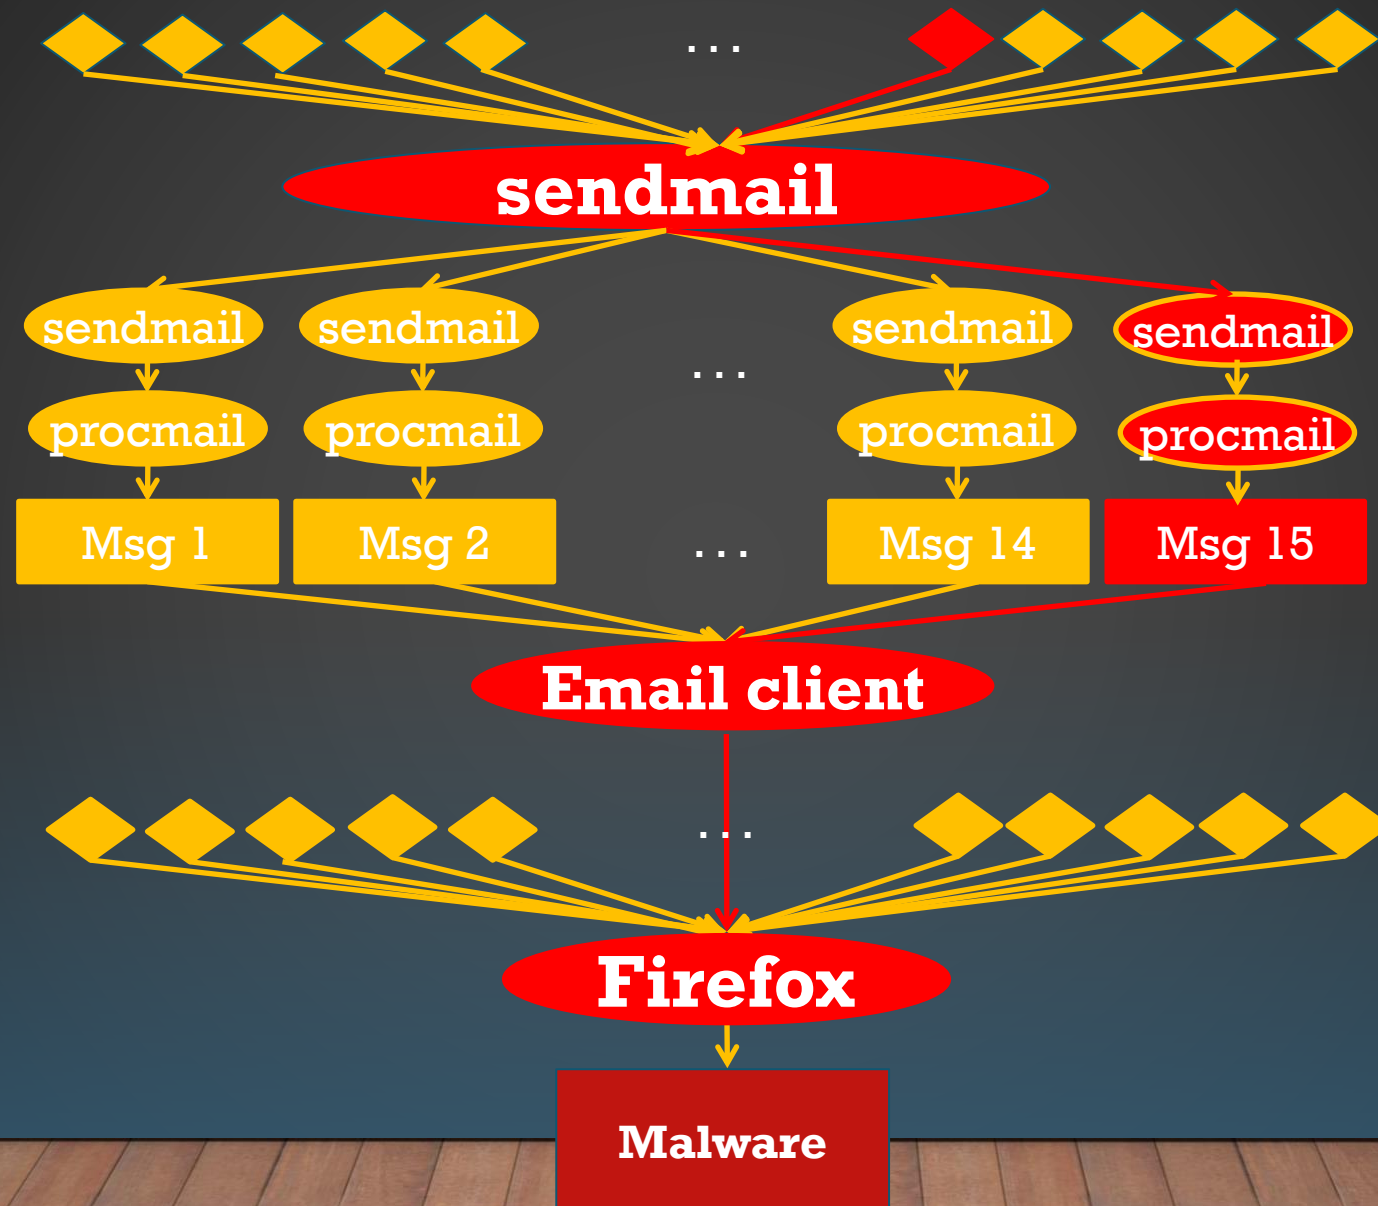 ...
sendmail
sendmail sendmail sendmail sendmail
...
procmail procmail procmail procmail
Msg 1 Msg 2 ... Msg 14 Msg 15
Email client
...
Firefox
Malware